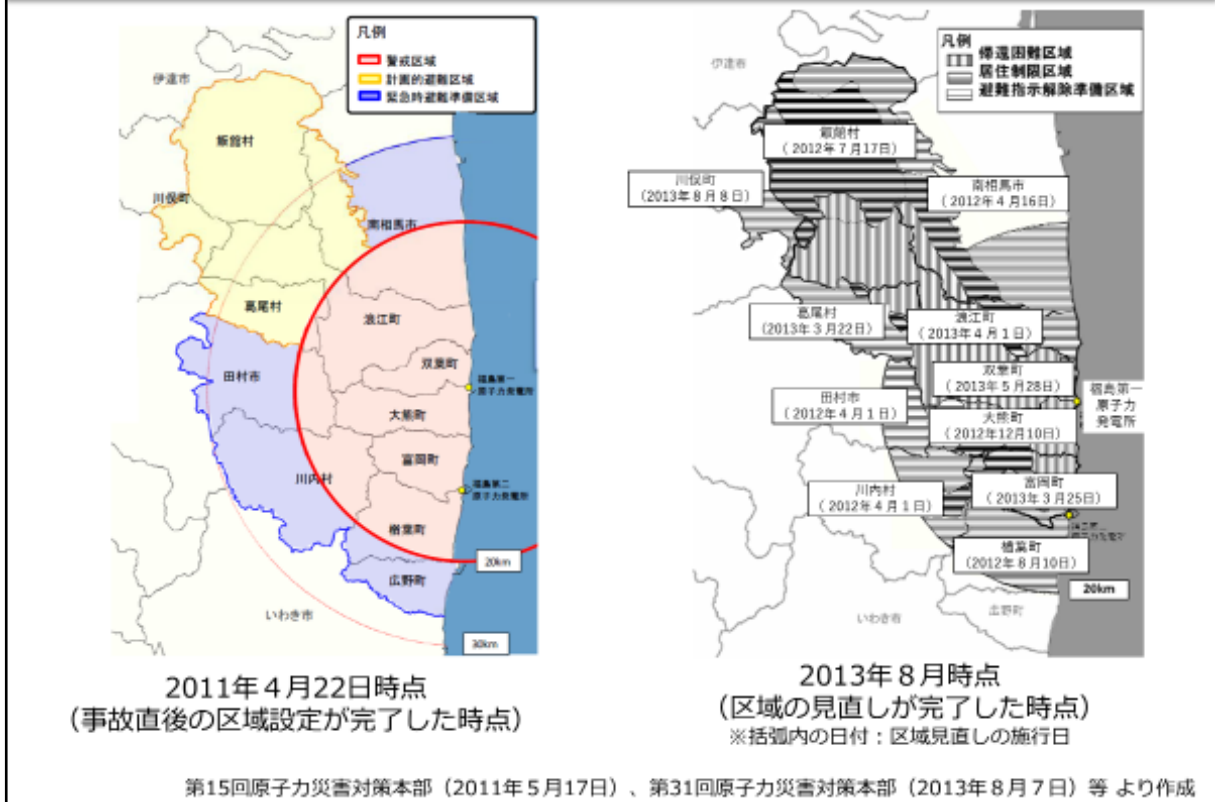 凡例
警戒区域
計画的避難区域
緊急時避難準備区域
伊達市
飯舘村
川俣町
南相馬市
葛尾村
浪江町
双葉町
田村市
福島第一
原子力発電所
大熊町
富岡町
川内村
福島第二
原子力発電所
楢葉町
20km
広野町
いわき市
30km
2011年4月22日時点
（事故直後の区域設定が完了した時点）
凡例
帰還困難区域
居住制限区域
避難指示解除準備区域
伊達市
飯舘村
（2012年7月17日）
川俣町
（2013年8月8日）
南相馬市
（2012年4月16日）
葛尾村
（2013年3月22日）
浪江町
（2013年4月1日）
双葉町
（2013年5月28日）
福島第一
原子力
発電所
田村市
（2012年4月1日）
大熊町
（2012年12月10日）
富岡町
（2013年3月25日）
川内村
（2012年4月1日）
楢葉町
（2012年8月10日）
20km
広野町
いわき市
2013年8月時点
（区域の見直しが完了した時点）
※括弧内の日付：区域見直しの施行日
第15回原子力災害対策本部（2011年5月17日）、第31回原子力災害対策本部（2013年8月7日）等 より作成